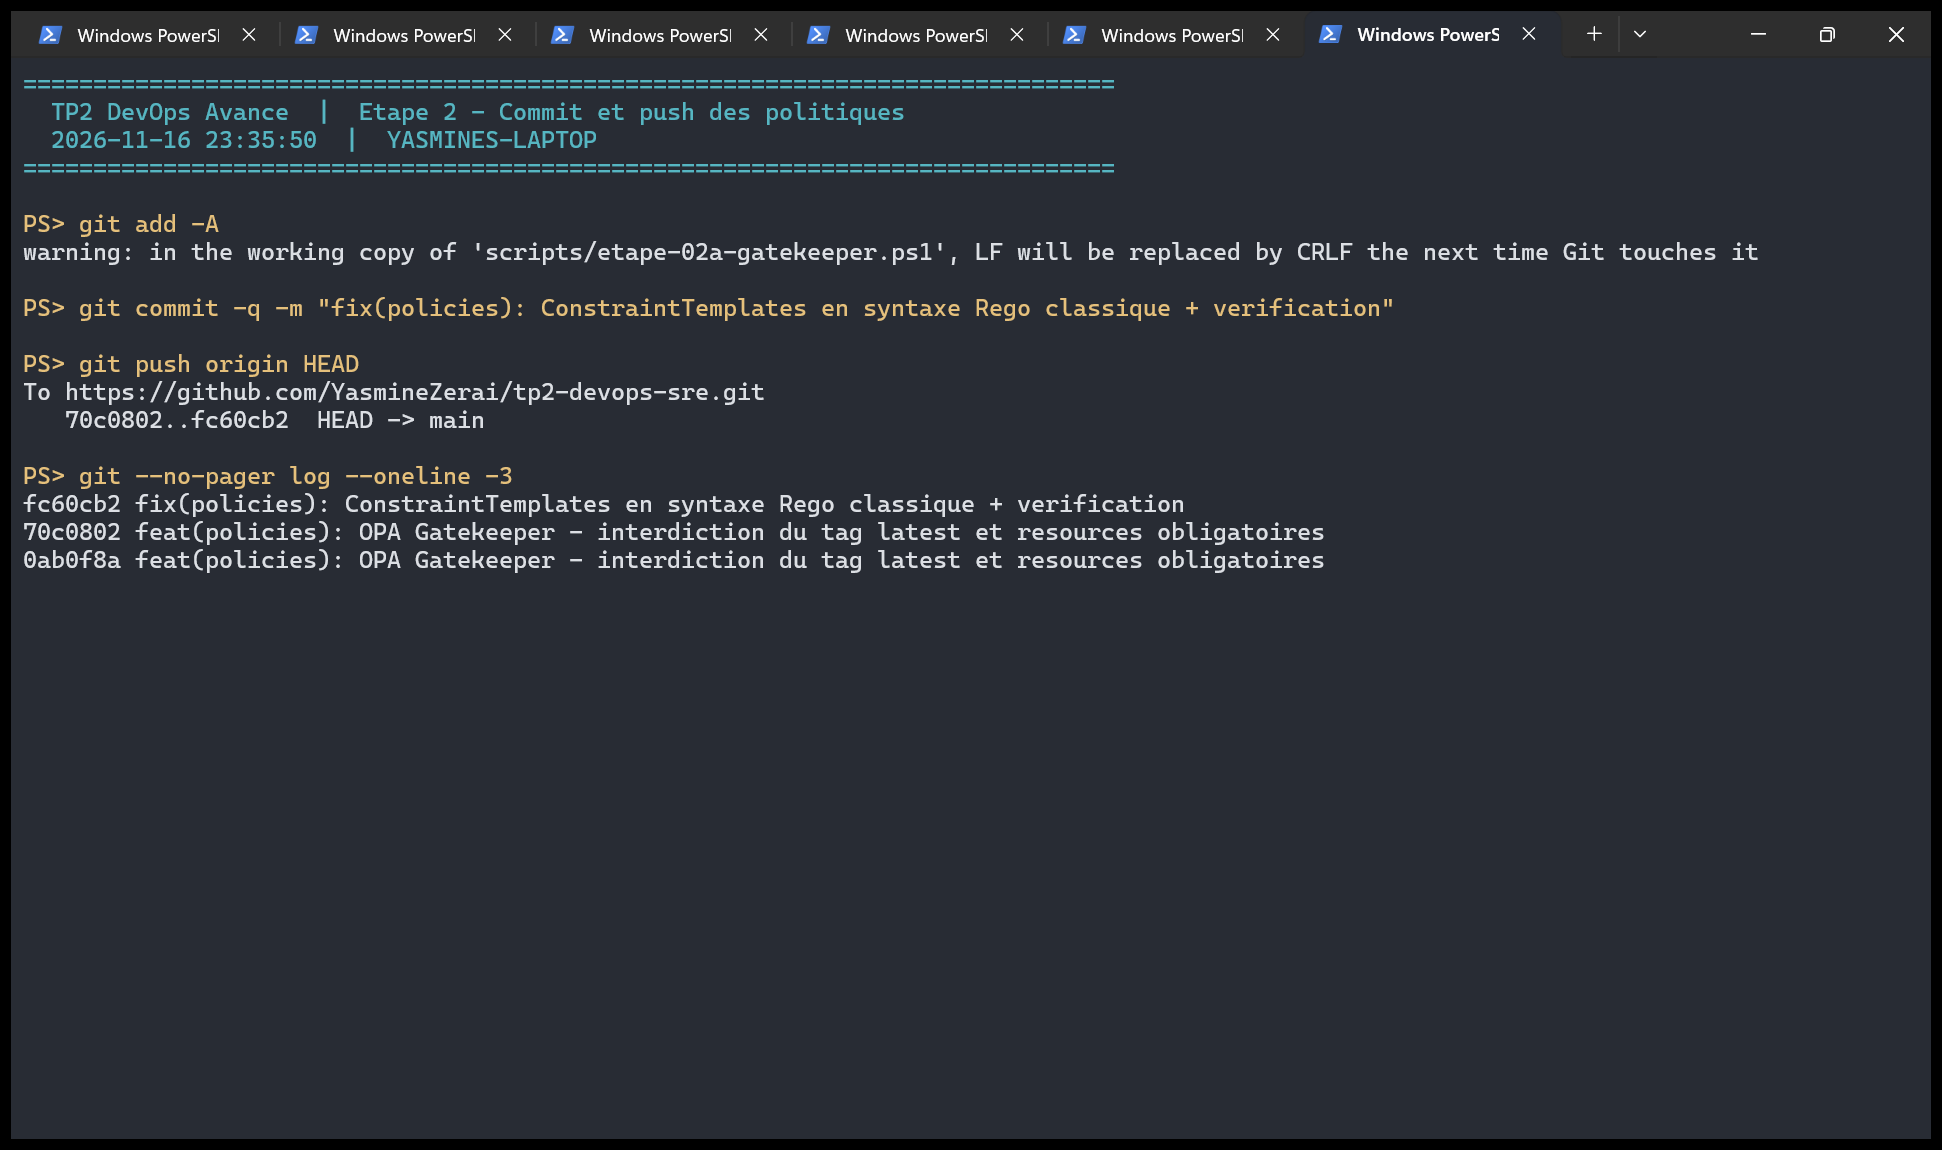 Windows PowerS
Windows PowerS
Windows PowerS
Windows PowerS
Windows PowerS
Windows PowerS
==============================================================================
TP2 DevOps Avance | Etape 2 - Commit et push des politiques
2026-11-16 23:35:50 | YASMINES-LAPTOP
==============================================================================
PS> git add -A
warning: in the working copy of 'scripts/etape-02a-gatekeeper.ps1', LF will be replaced by CRLF the next time Git touches it
PS> git commit -q -m "fix(policies): ConstraintTemplates en syntaxe Rego classique + verification"
PS> git push origin HEAD
To https://github.com/YasmineZerai/tp2-devops-sre.git
70c0802..fc60cb2  HEAD -> main
PS> git --no-pager log --oneline -3
fc60cb2 fix(policies): ConstraintTemplates en syntaxe Rego classique + verification
70c0802 feat(policies): OPA Gatekeeper - interdiction du tag latest et resources obligatoires
0ab0f8a feat(policies): OPA Gatekeeper - interdiction du tag latest et resources obligatoires